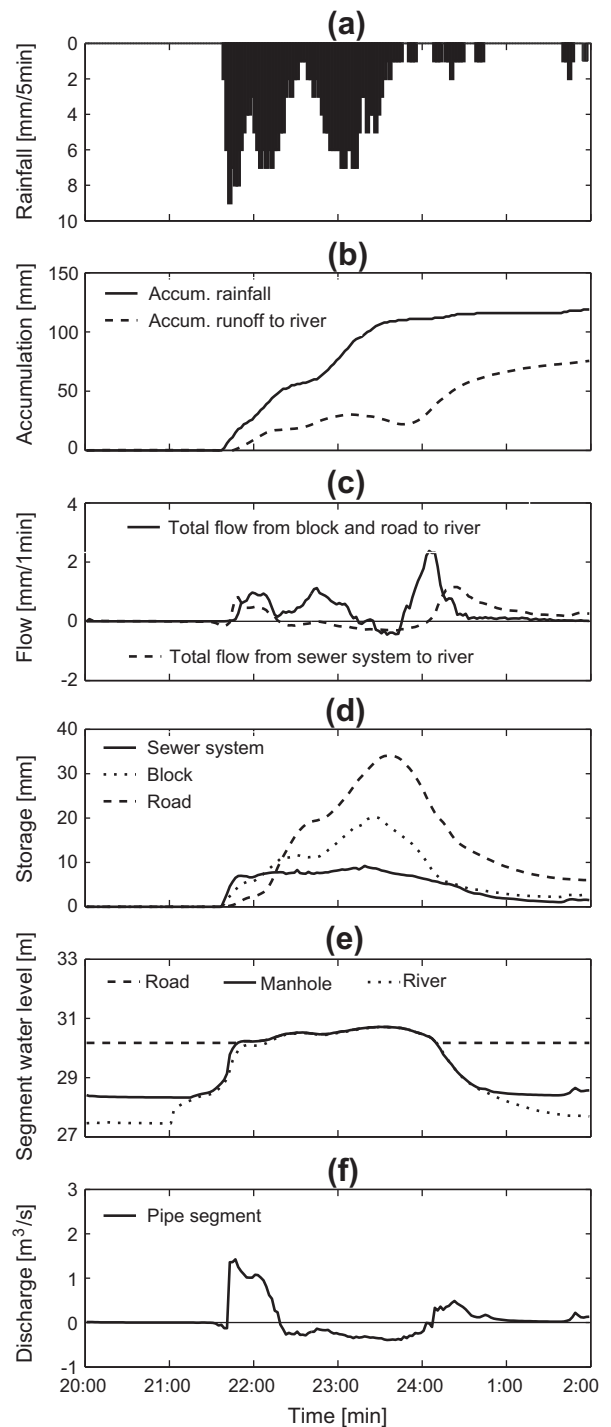 (a)
0
2
4
6
8
10
Rainfall [mm/5min]
(b)
150
100
50
0
Accumulation [mm]
Accum. rainfall
Accum. runoff to river
(c)
4
2
0
-2
Flow [mm/1min]
Total flow from block and road to river
Total flow from sewer system to river
(d)
40
30
20
10
0
Storage [mm]
Sewer system
Block
Road
(e)
33
31
28
27
Segment water level [m]
Road Manhole River
(f)
3
2
1
0
-1
Discharge [m³/s]
Pipe segment
20:00 21:00 22:00 23:00 24:00 1:00 2:00
Time [min]